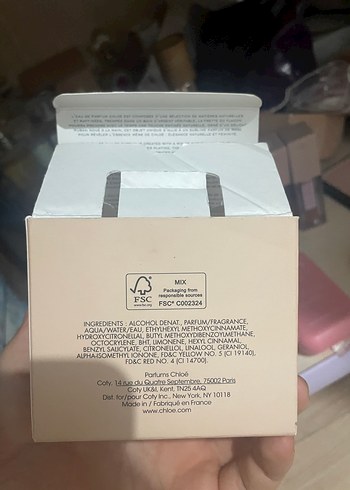 MIX
Packaging from
responsible sources
FSC® C002324
FSC
www.fsc.org
INGREDIENTS : ALCOHOL DENAT., PARFUM/FRAGRANCE,
AQUA/WATER/EAU, ETHYLHEXYL METHOXYCINNAMATE,
HYDROXYCITRONELLAL, BUTYL METHOXYDIBENZOYLMETHANE,
OCTOCRYLENE, BHT, LIMONENE, HEXYL CINNAMAL,
BENZYL SALICYLATE, CITRONELLOL, LINALOOL, GERANIOL,
ALPHA-ISOMETHYL IONONE, FD&C YELLOW NO. 5 (CI 19140),
FD&C RED NO. 4 (CI 14700).
Parfums Chloé
Coty, 14 rue du Quatre Septembre, 75002 Paris
Coty UK&I, Kent, TN25 4AQ
Dist. for/pour Coty Inc., New York, NY 10118
Made in / Fabriqué en France
www.chloe.com